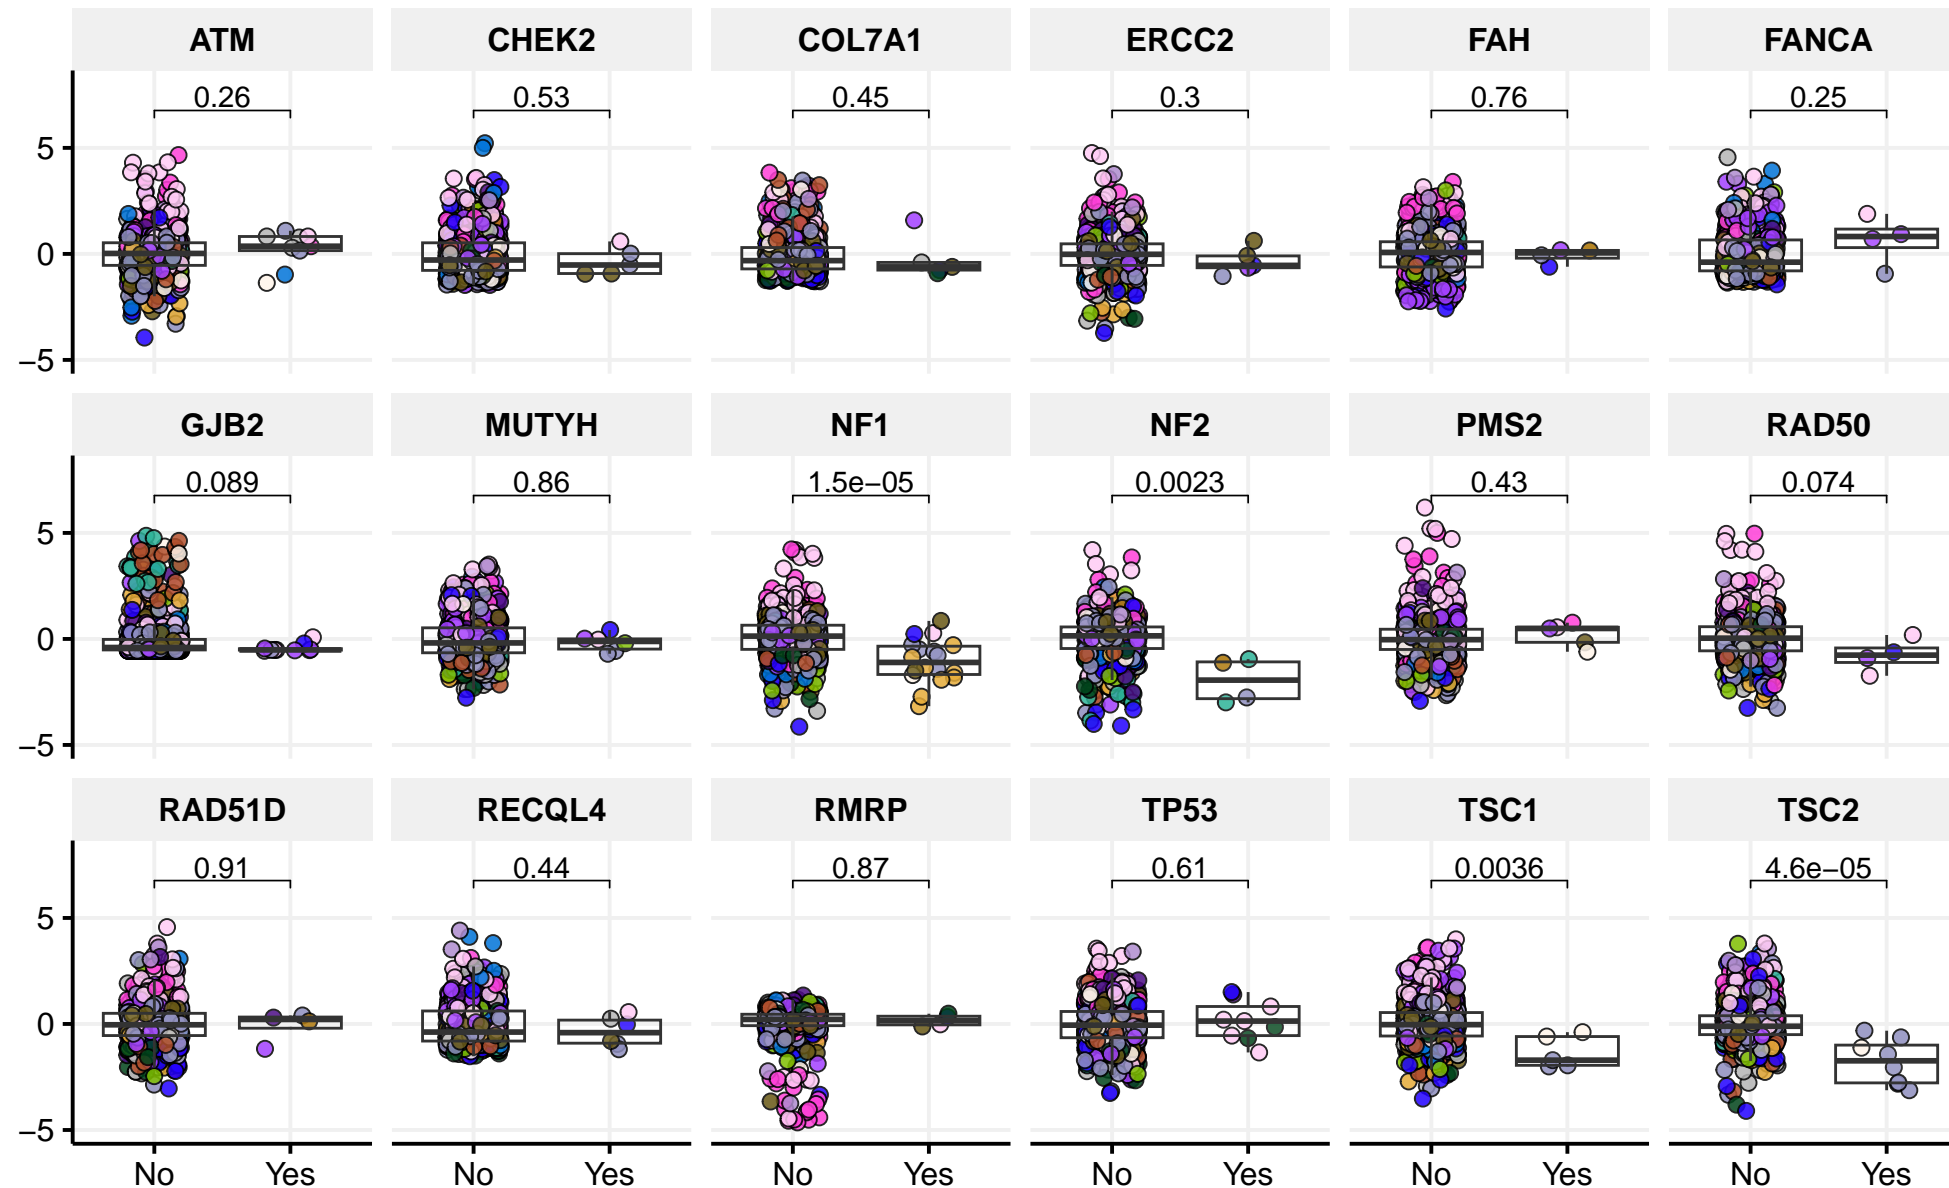 ATM CHEK2 COL7A1 ERCC2 FAH FANCA
0.26 0.53 0.45 0.3 0.76 0.25
5
0
−5
GJB2 MUTYH NF1 NF2 PMS2 RAD50
0.089 0.86 1.5e−05 0.0023 0.43 0.074
5
0
−5
RAD51D RECQL4 RMRP TP53 TSC1 TSC2
0.91 0.44 0.87 0.61 0.0036 4.6e−05
5
0
−5
No Yes No Yes No Yes No Yes No Yes No Yes